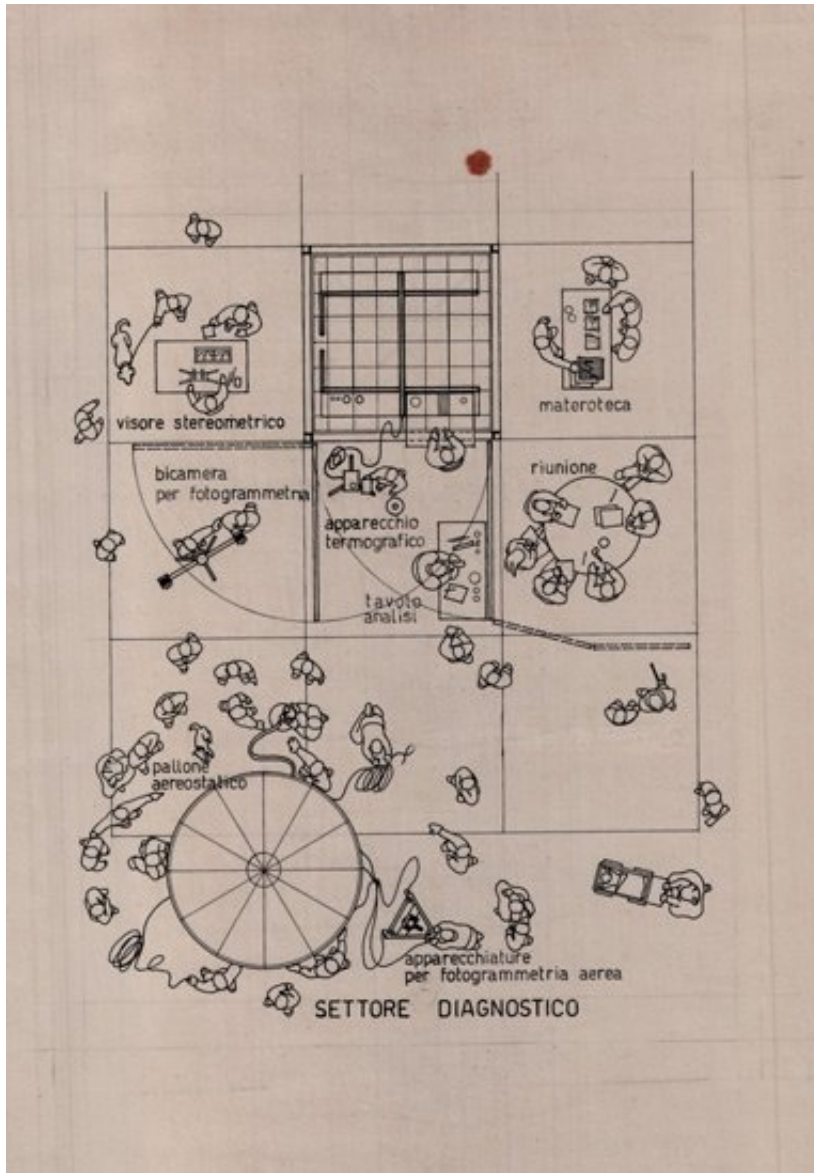 visore stereometrico
materoteca
bicamera
per fotogrammetria
apparecchio
termografico
riunione
tavolo
analisi
pallone
aereostatico
apparecchiature
per fotogrammetria aerea
SETTORE DIAGNOSTICO